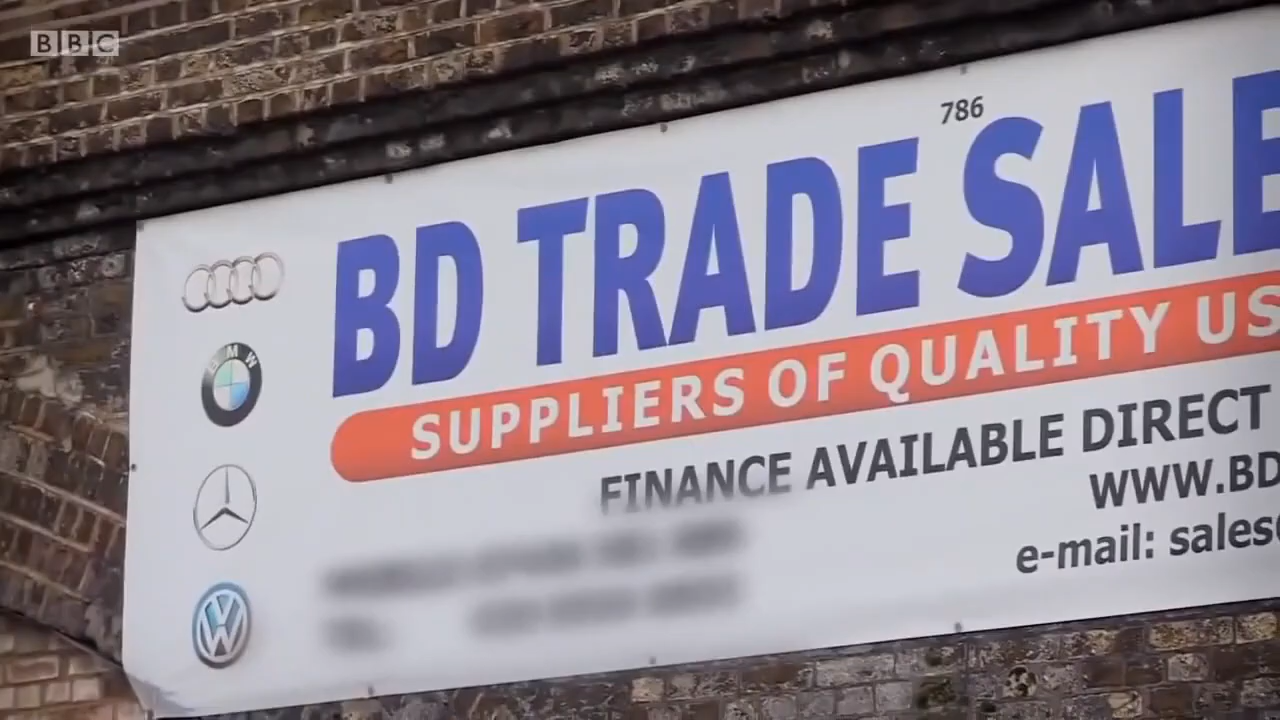 BBC
786
BD TRADE SALE
SUPPLIERS OF QUALITY US
FINANCE AVAILABLE DIRECT
WWW.BD
e-mail: sales@
BMW